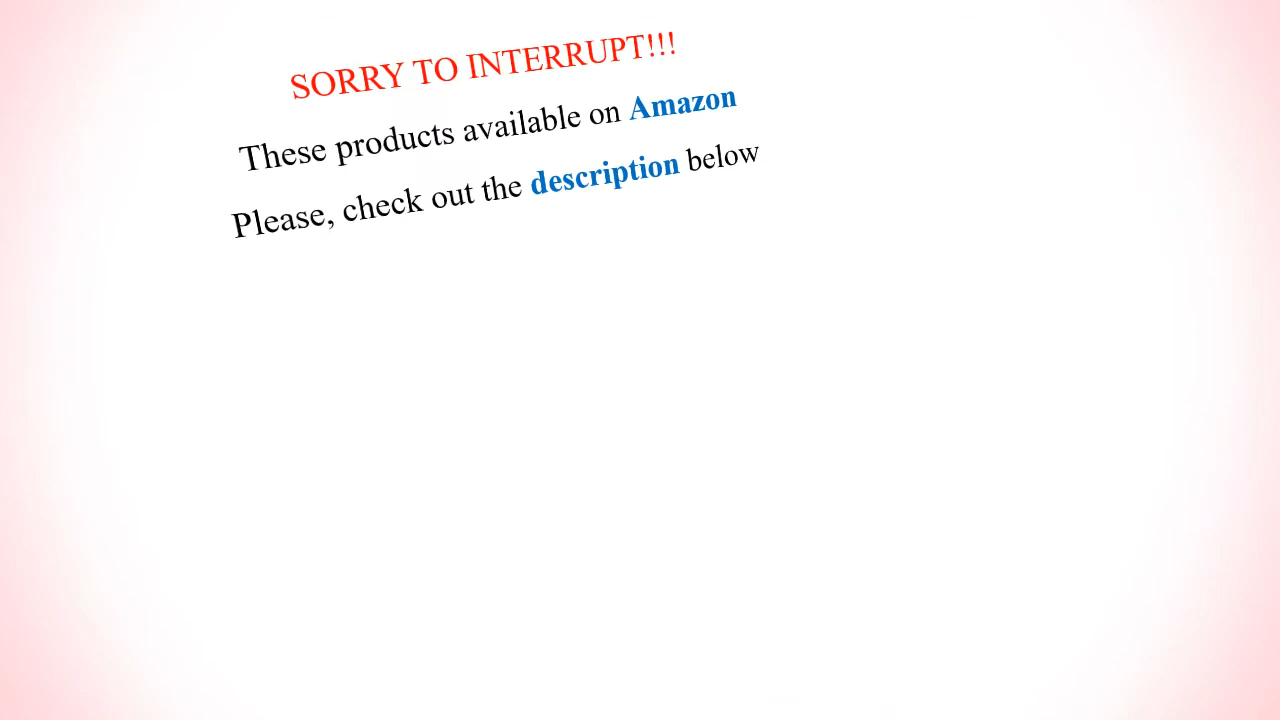 SORRY TO INTERRUPT!!!
These products available on Amazon
Please, check out the description below